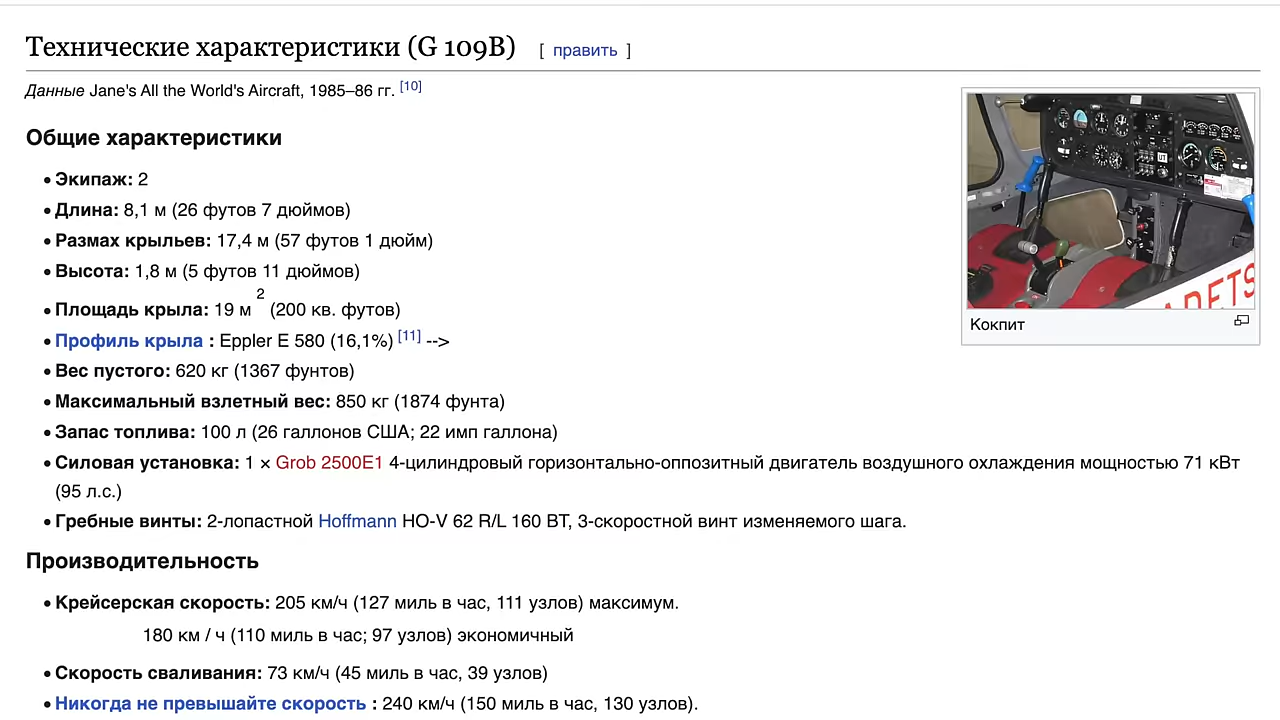 Технические характеристики (G 109B) [ править ]
Данные Jane's All the World's Aircraft, 1985–86 гг. [10]
Общие характеристики
• Экипаж: 2
• Длина: 8,1 м (26 футов 7 дюймов)
• Размах крыльев: 17,4 м (57 футов 1 дюйм)
• Высота: 1,8 м (5 футов 11 дюймов)
• Площадь крыла: 19 м 2 (200 кв. футов)
• Профиль крыла : Eppler E 580 (16,1%) [11] -->
• Вес пустого: 620 кг (1367 фунтов)
• Максимальный взлетный вес: 850 кг (1874 фунта)
• Запас топлива: 100 л (26 галлонов США; 22 имп галлона)
• Силовая установка: 1 × Grob 2500E1 4-цилиндровый горизонтально-оппозитный двигатель воздушного охлаждения мощностью 71 кВт
(95 л.с.)
• Гребные винты: 2-лопастной Hoffmann HO-V 62 R/L 160 BT, 3-скоростной винт изменяемого шага.
Производительность
• Крейсерская скорость: 205 км/ч (127 миль в час, 111 узлов) максимум.
180 км / ч (110 миль в час; 97 узлов) экономичный
• Скорость сваливания: 73 км/ч (45 миль в час, 39 узлов)
• Никогда не превышайте скорость : 240 км/ч (150 миль в час, 130 узлов).
Кокпит